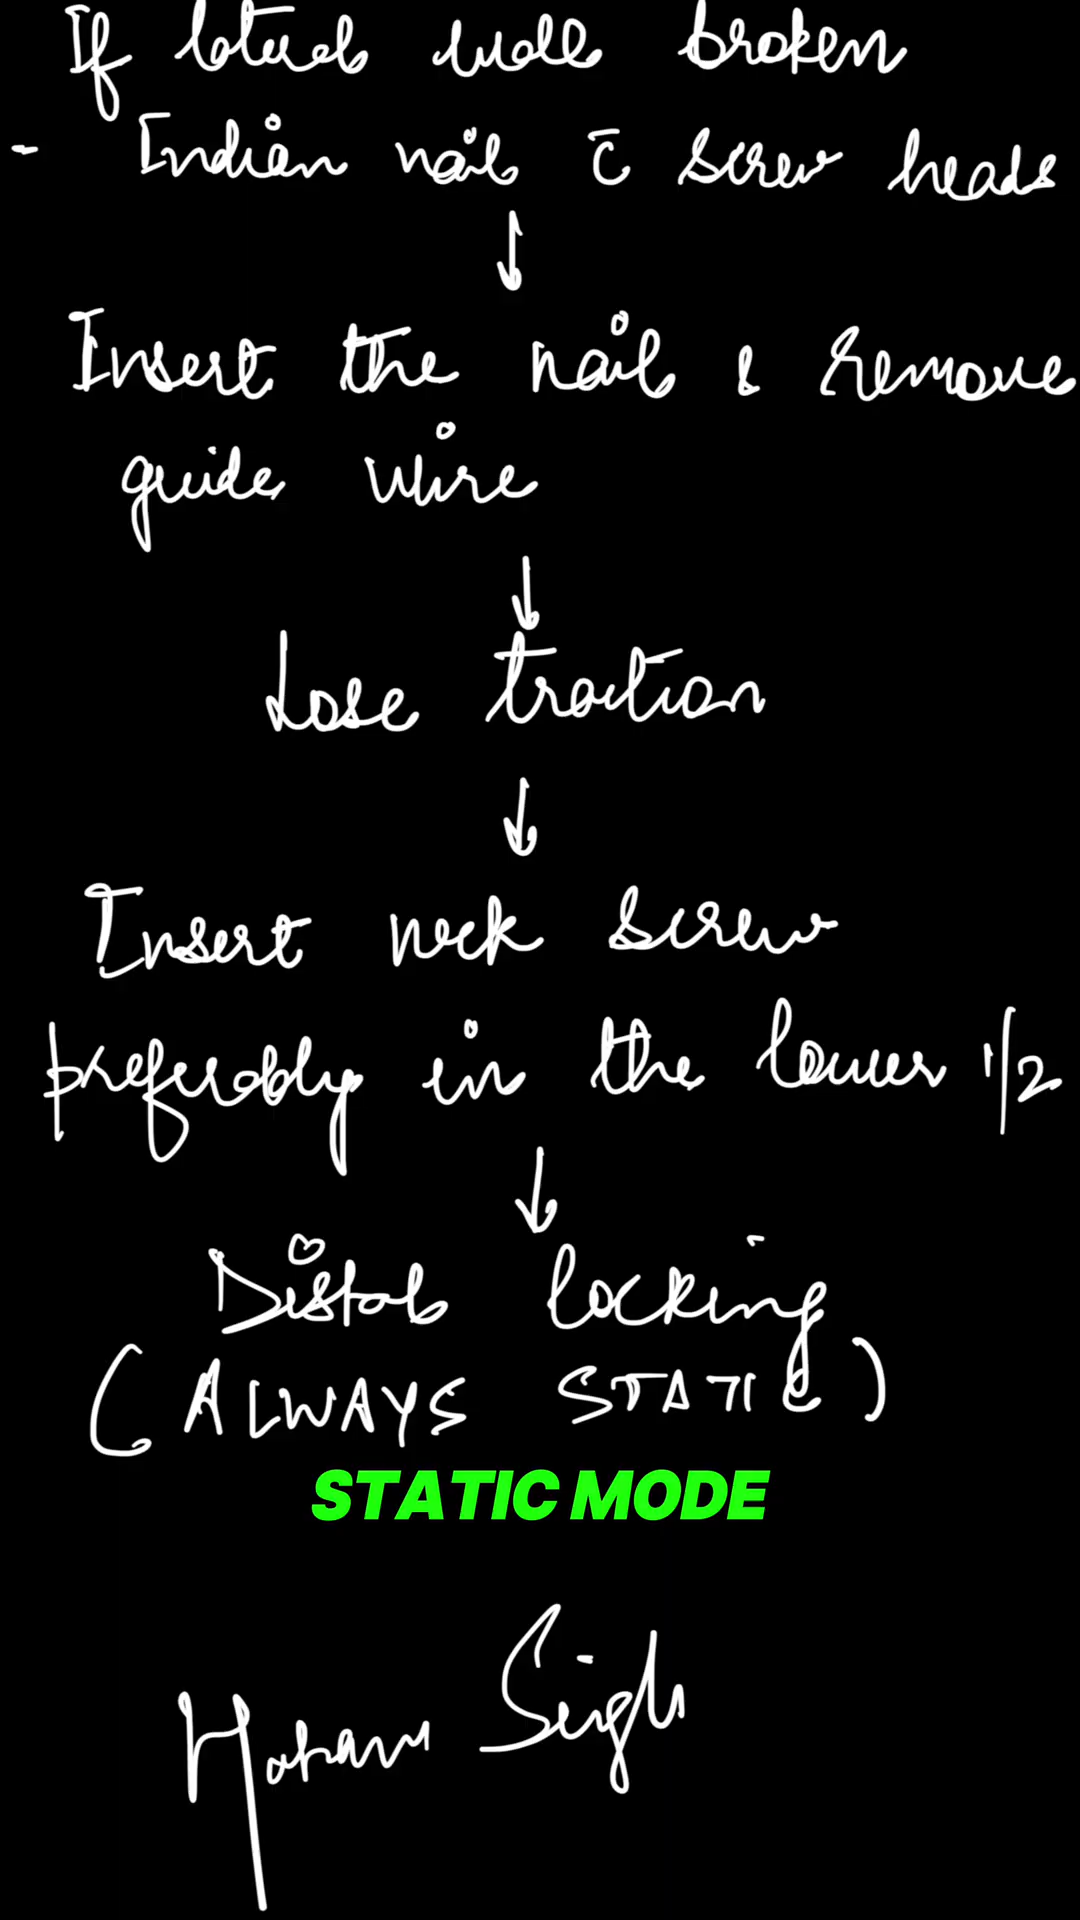 If lateral wall broken
- Indian nail c̄ screw heads
↓
Insert the nail & remove
guide wire
↓
Lose traction
↓
Insert neck screw
preferably in the lower 1/2
↓
Distal locking
(ALWAYS STATIC)
STATIC MODE
Singh